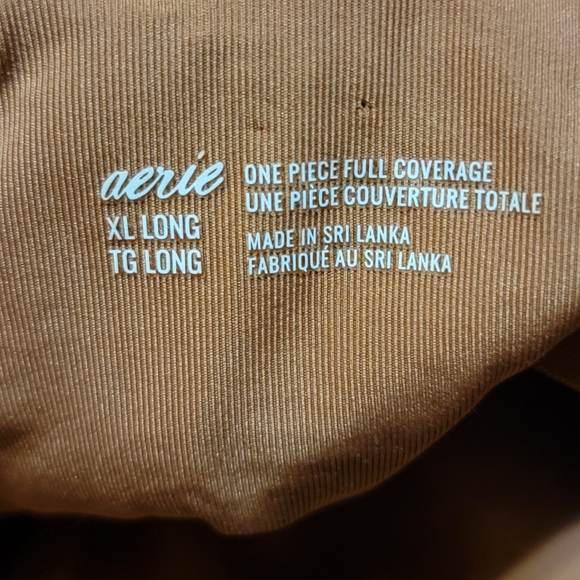 aerie
XL LONG
TG LONG
ONE PIECE FULL COVERAGE
UNE PIÈCE COUVERTURE TOTALE
MADE IN SRI LANKA
FABRIQUÉ AU SRI LANKA